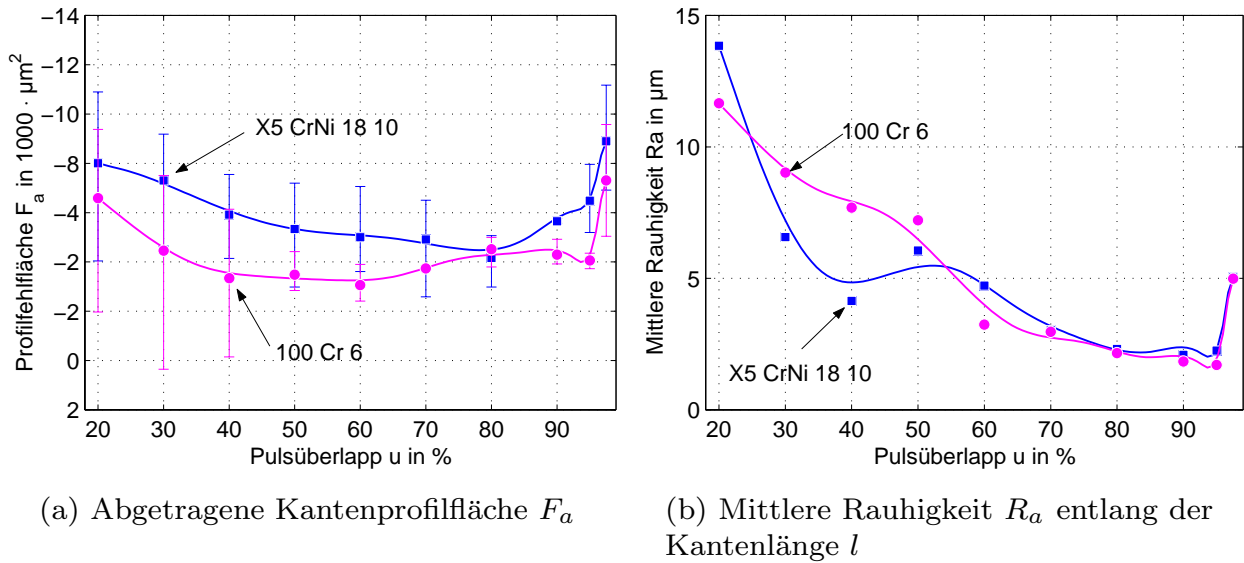 -14
-12
-10
-8
-4
-2
-2
0
2
20 30 40 50 60 70 80 90
Profilfehlfläche F_a in 1000 · µm²
Pulsüberlapp u in %
X5 CrNi 18 10
100 Cr 6
(a) Abgetragene Kantenprofilfläche F_a
15
10
5
0
20 30 40 50 60 70 80 90
Mittlere Rauhigkeit Ra in µm
Pulsüberlapp u in %
100 Cr 6
X5 CrNi 18 10
(b) Mittlere Rauhigkeit R_a entlang der
Kantenlänge l